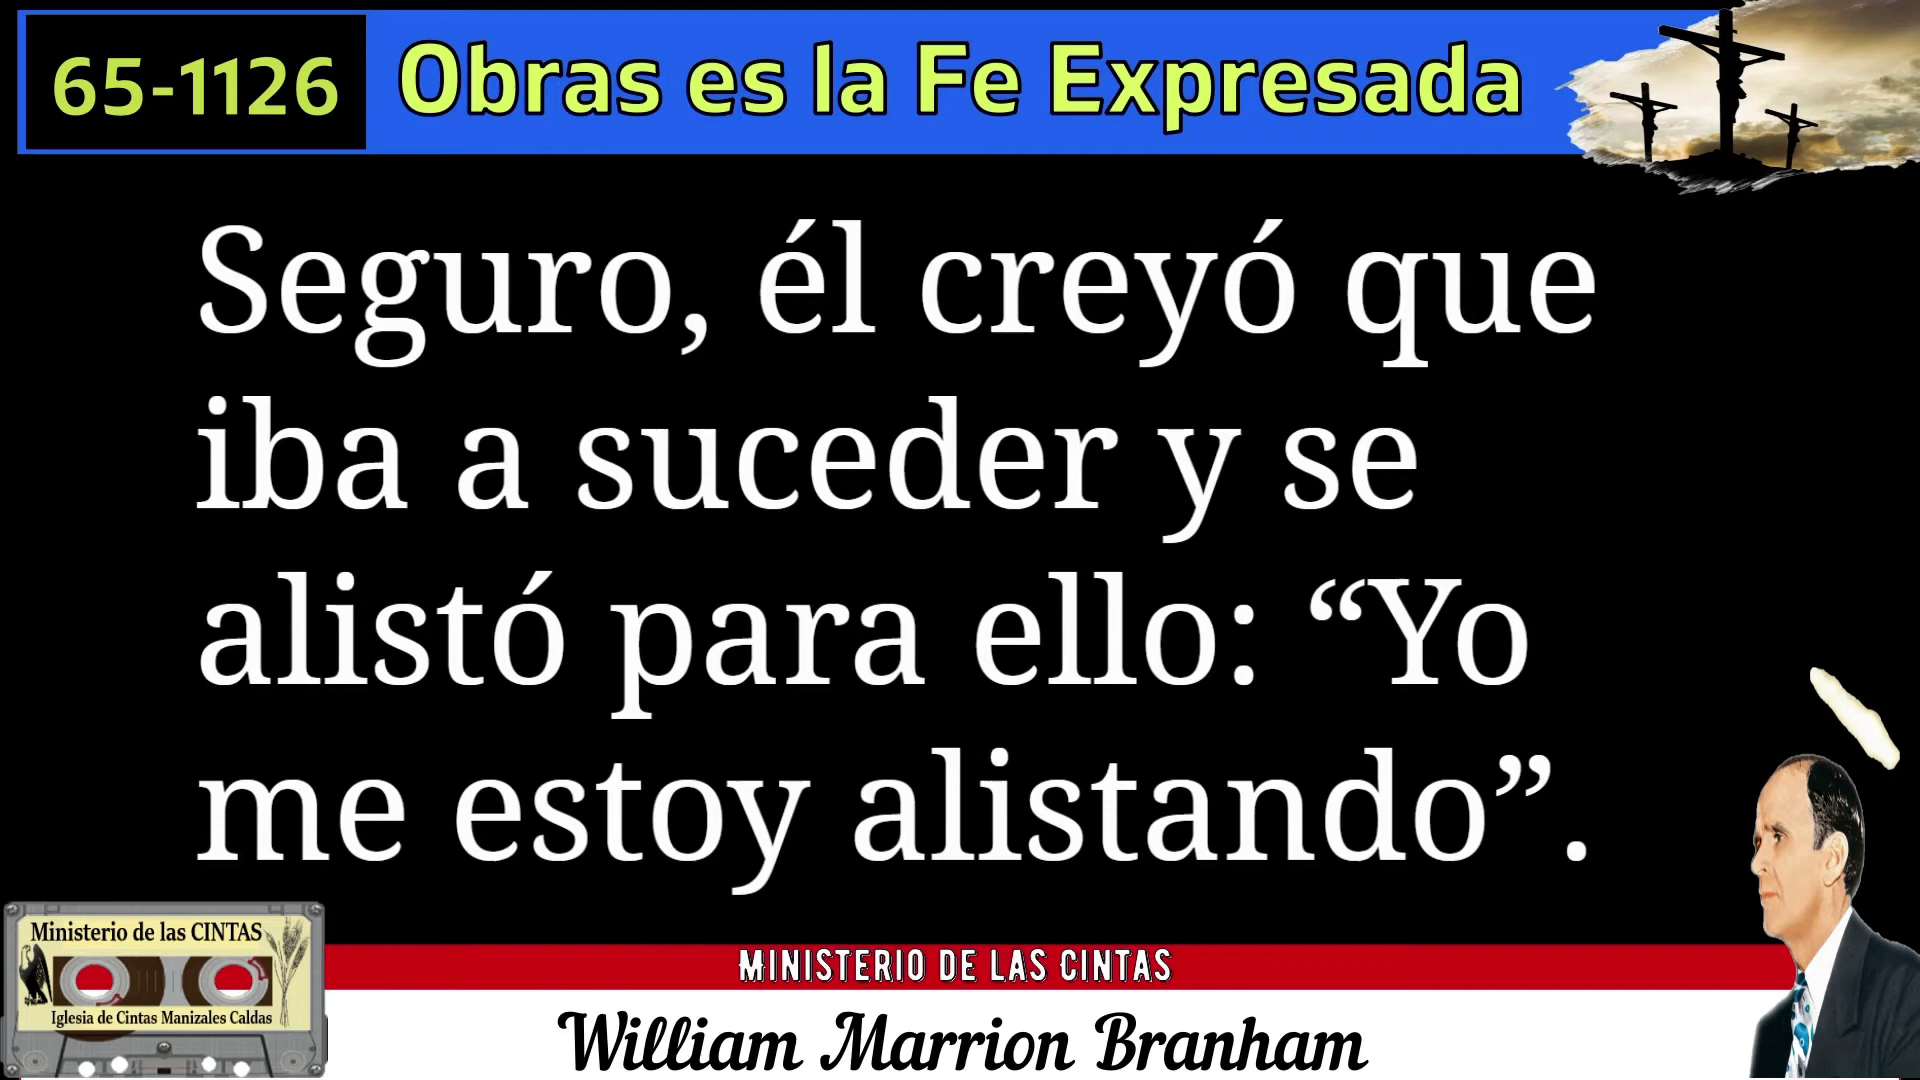 65-1126
Obras es la Fe Expresada
Seguro, él creyó que
iba a suceder y se
alistó para ello: “Yo
me estoy alistando”.
Ministerio de las CINTAS
Iglesia de Cintas Manizales Caldas
MINISTERIO DE LAS CINTAS
William Marrion Branham